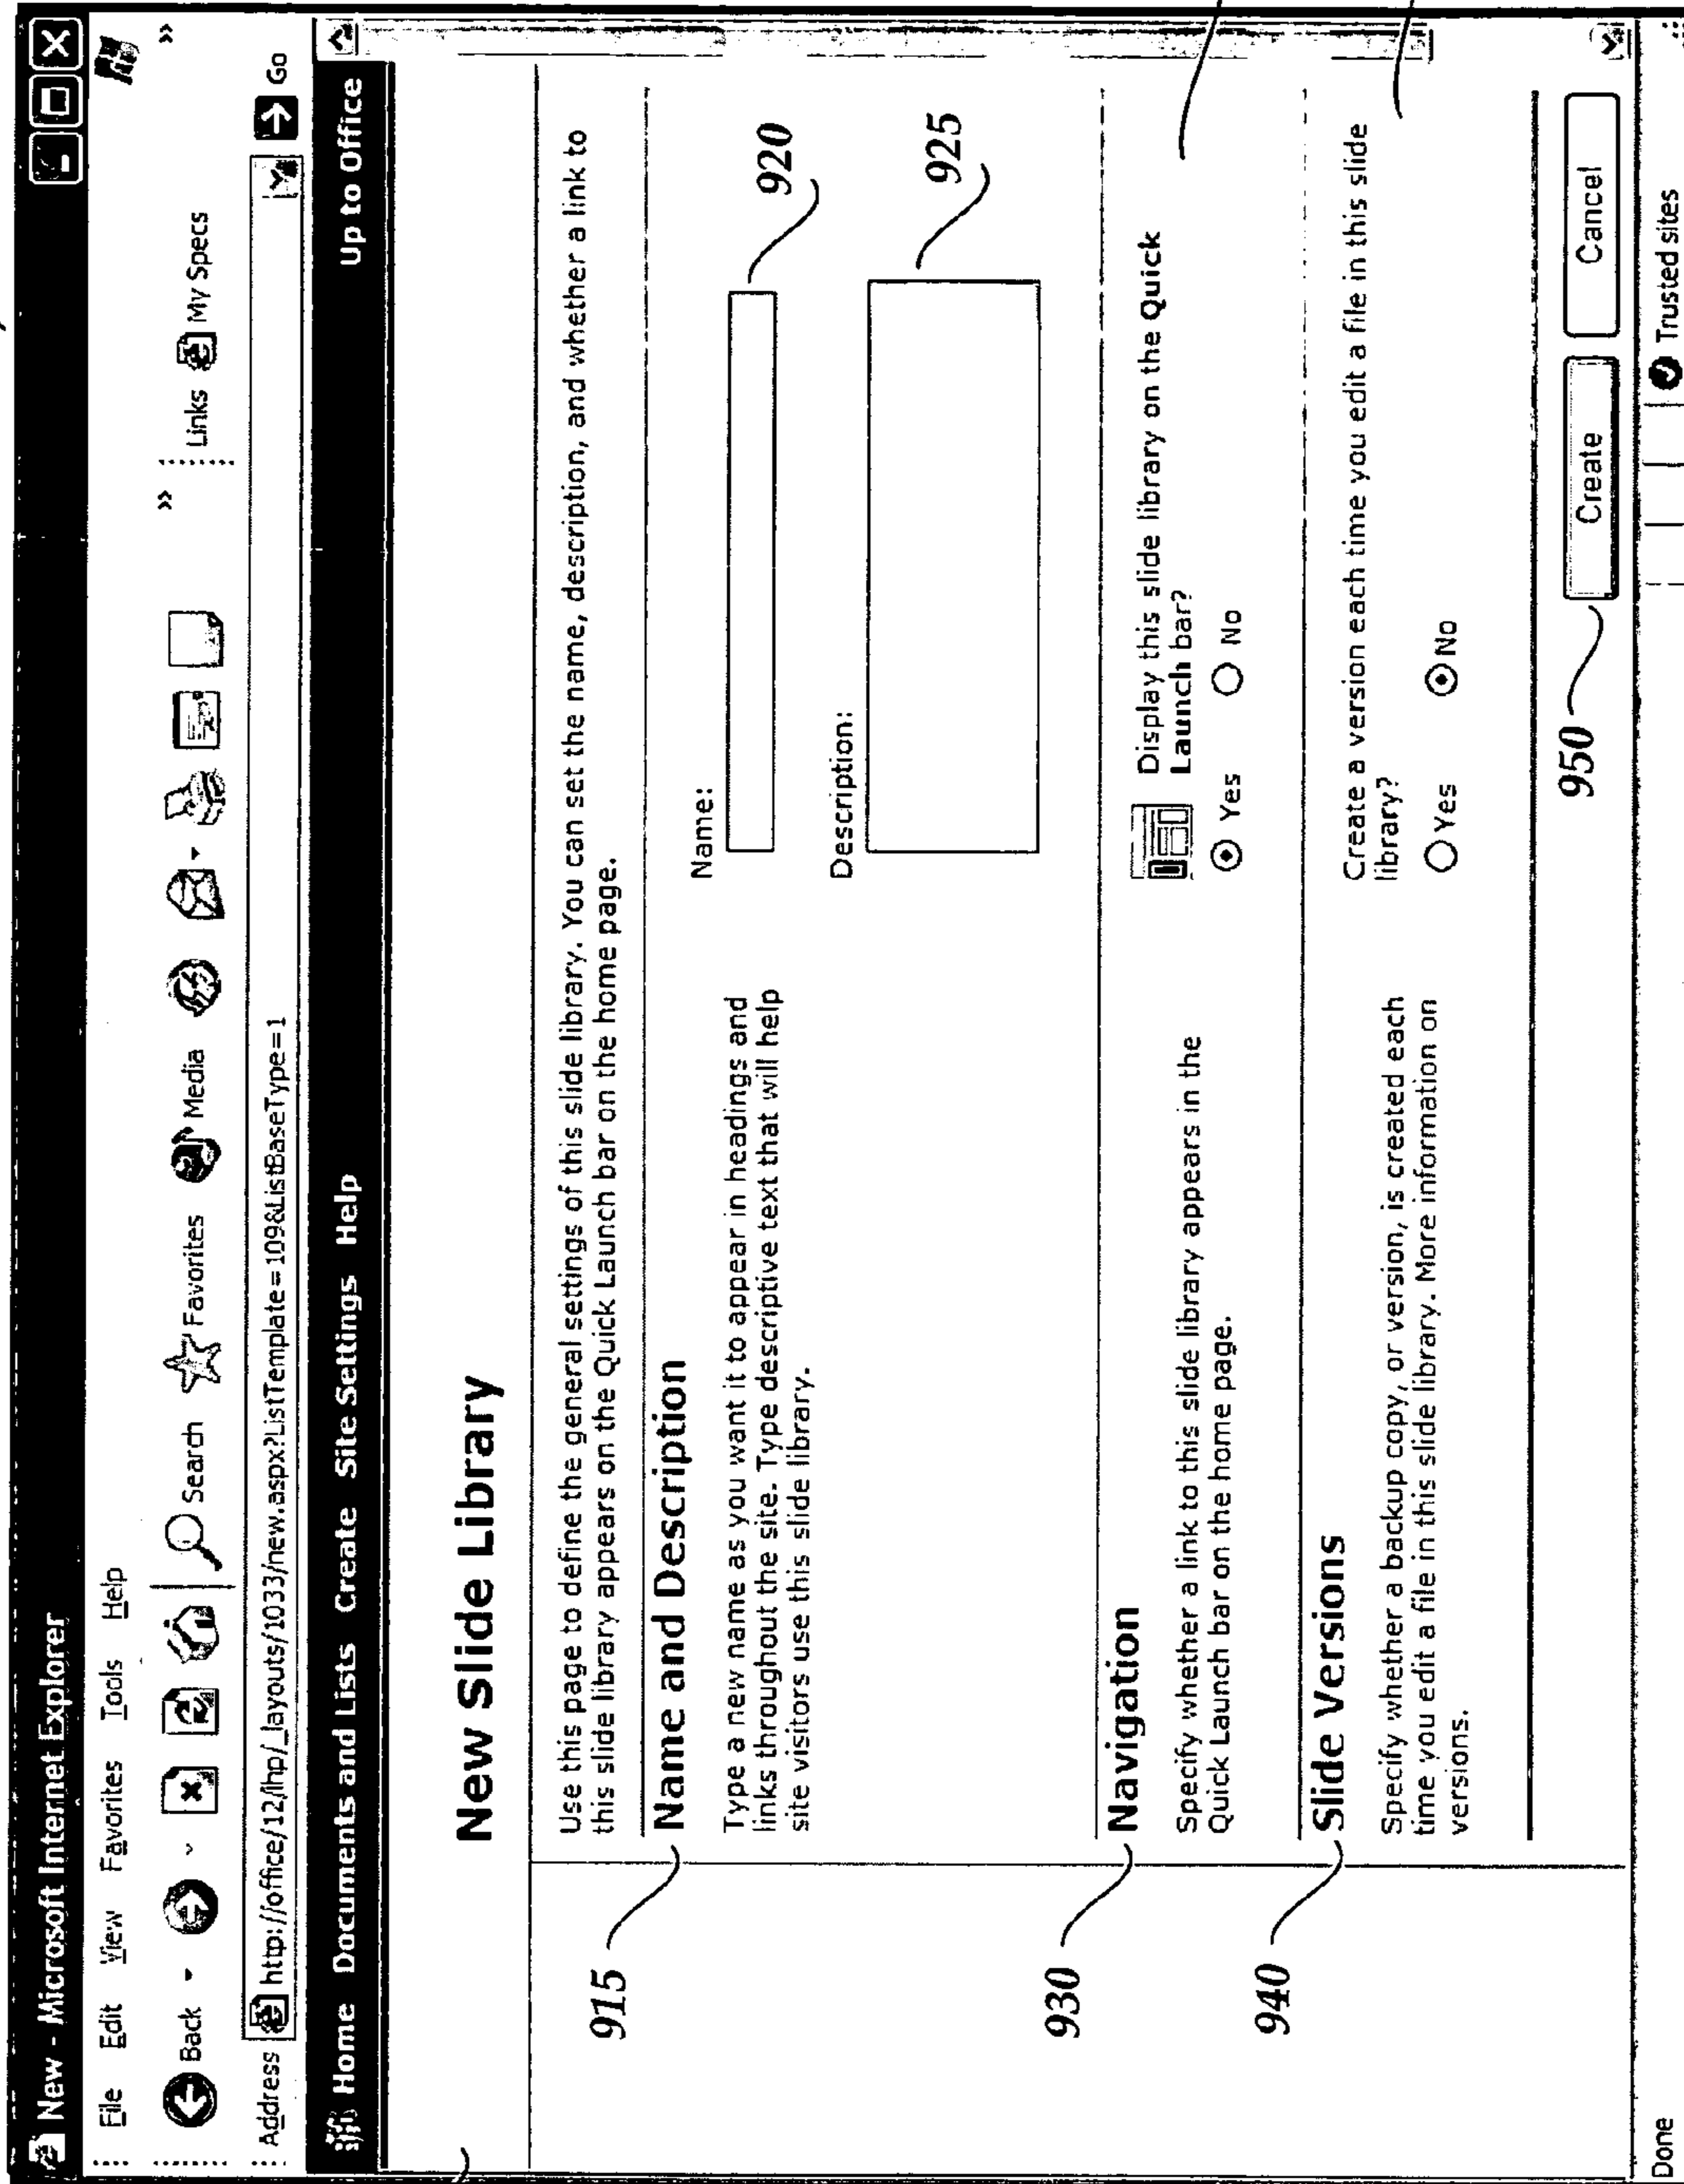 New - Microsoft Internet Explorer
File Edit View Favorites Tools Help
Back Search Favorites Media Links My Specs
Address http://office/12/lhp/_layouts/1033/new.aspx?ListTemplate=109&ListBaseType=1 Go
Home Documents and Lists Create Site Settings Help Up to Office
New Slide Library
Use this page to define the general settings of this slide library. You can set the name, description, and whether a link to
this slide library appears on the Quick Launch bar on the home page.
915
Name and Description
Type a new name as you want it to appear in headings and
links throughout the site. Type descriptive text that will help
site visitors use this slide library.
Name:
920
Description:
925
930
Navigation
Specify whether a link to this slide library appears in the
Quick Launch bar on the home page.
Display this slide library on the Quick
Launch bar?
Yes No
940
Slide Versions
Specify whether a backup copy, or version, is created each
time you edit a file in this slide library. More information on
versions.
Create a version each time you edit a file in this slide
library?
Yes No
950
Create Cancel
Done Trusted sites